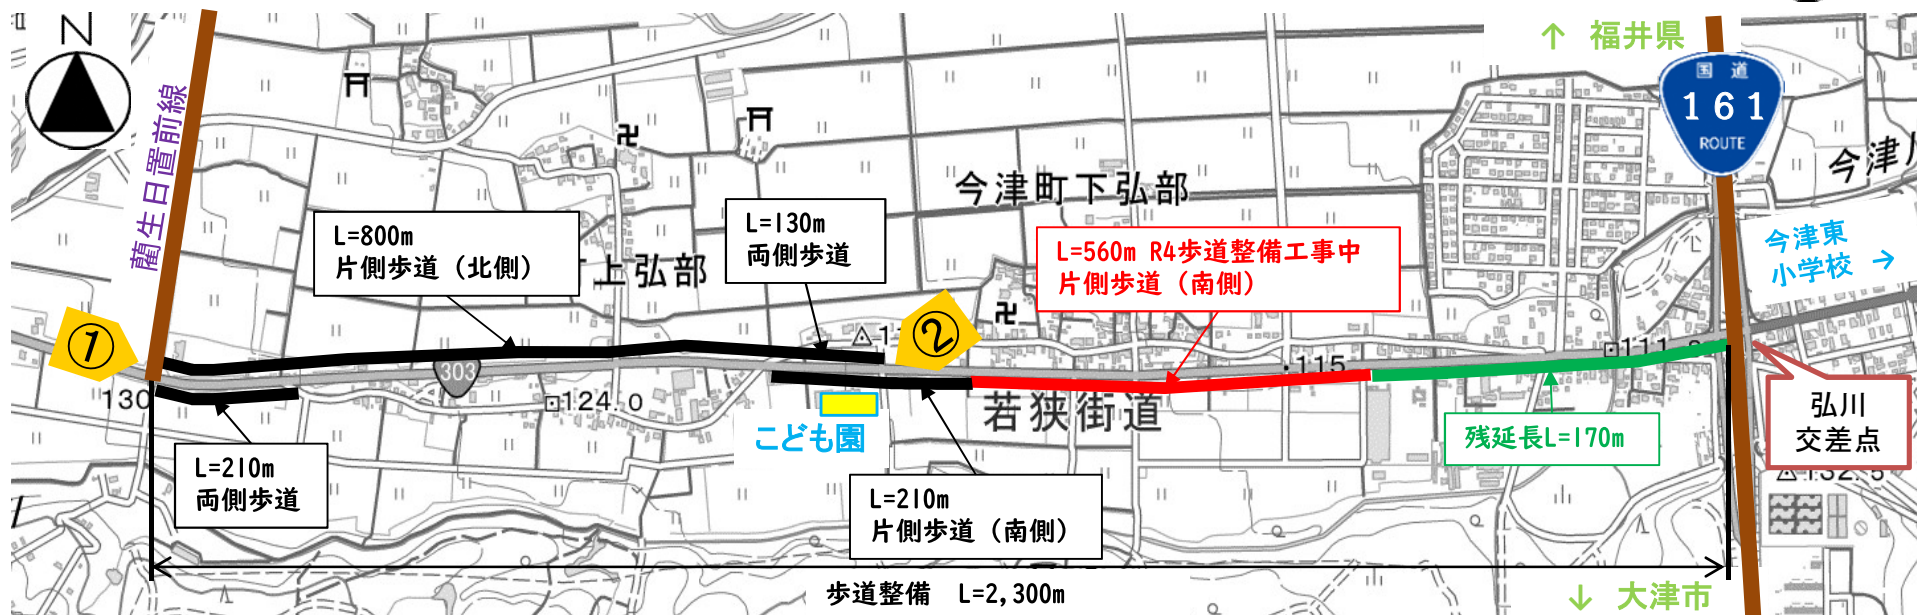 N
↑ 福井県
国道
161
ROUTE
藺生日置前線
今津町下弘部
今津東
小学校 →
L=800m
片側歩道（北側）
L=130m
両側歩道
L=560m R4歩道整備工事中
片側歩道（南側）
上弘部
①
②
303
115
130
124.0
こども園
若狭街道
残延長L=170m
弘川
交差点
132.5
L=210m
両側歩道
L=210m
片側歩道（南側）
歩道整備 L=2,300m
↓ 大津市